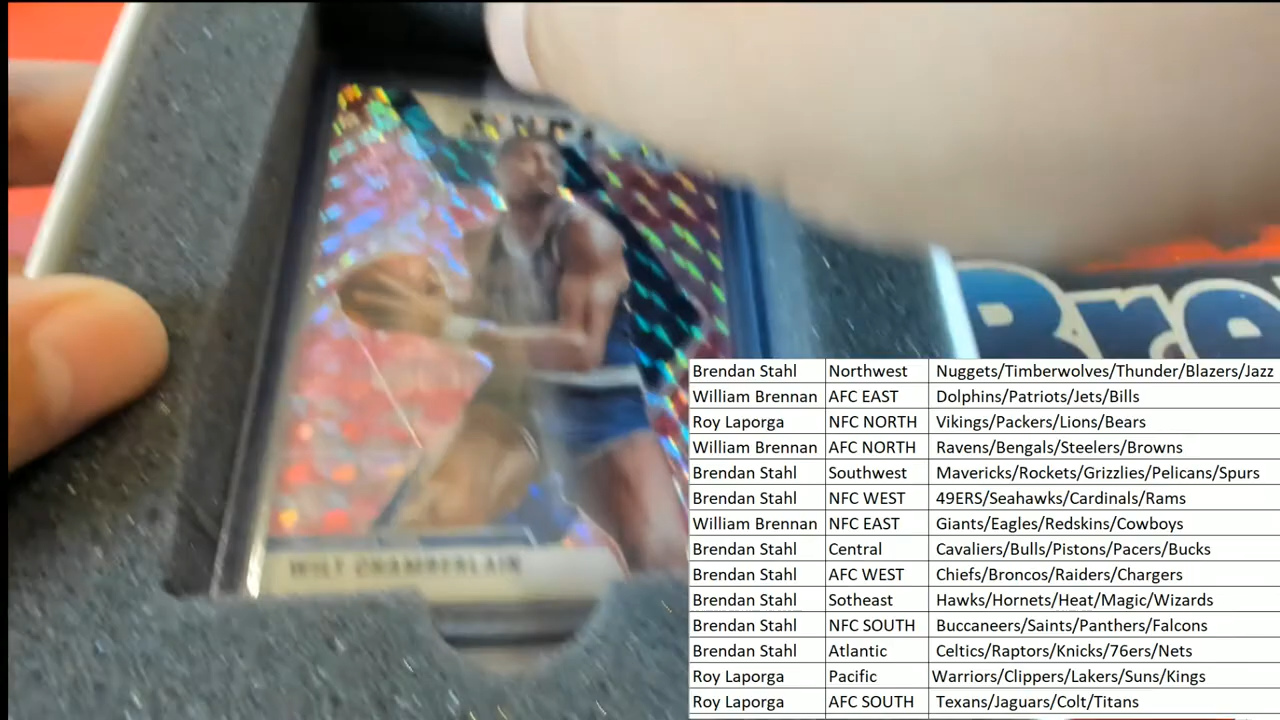 WILT CHAMBERLAIN
Bre
Brendan Stahl Northwest Nuggets/Timberwolves/Thunder/Blazers/Jazz
William Brennan AFC EAST Dolphins/Patriots/Jets/Bills
Roy Laporga NFC NORTH Vikings/Packers/Lions/Bears
William Brennan AFC NORTH Ravens/Bengals/Steelers/Browns
Brendan Stahl Southwest Mavericks/Rockets/Grizzlies/Pelicans/Spurs
Brendan Stahl NFC WEST 49ERS/Seahawks/Cardinals/Rams
William Brennan NFC EAST Giants/Eagles/Redskins/Cowboys
Brendan Stahl Central Cavaliers/Bulls/Pistons/Pacers/Bucks
Brendan Stahl AFC WEST Chiefs/Broncos/Raiders/Chargers
Brendan Stahl Sotheast Hawks/Hornets/Heat/Magic/Wizards
Brendan Stahl NFC SOUTH Buccaneers/Saints/Panthers/Falcons
Brendan Stahl Atlantic Celtics/Raptors/Knicks/76ers/Nets
Roy Laporga Pacific Warriors/Clippers/Lakers/Suns/Kings
Roy Laporga AFC SOUTH Texans/Jaguars/Colt/Titans